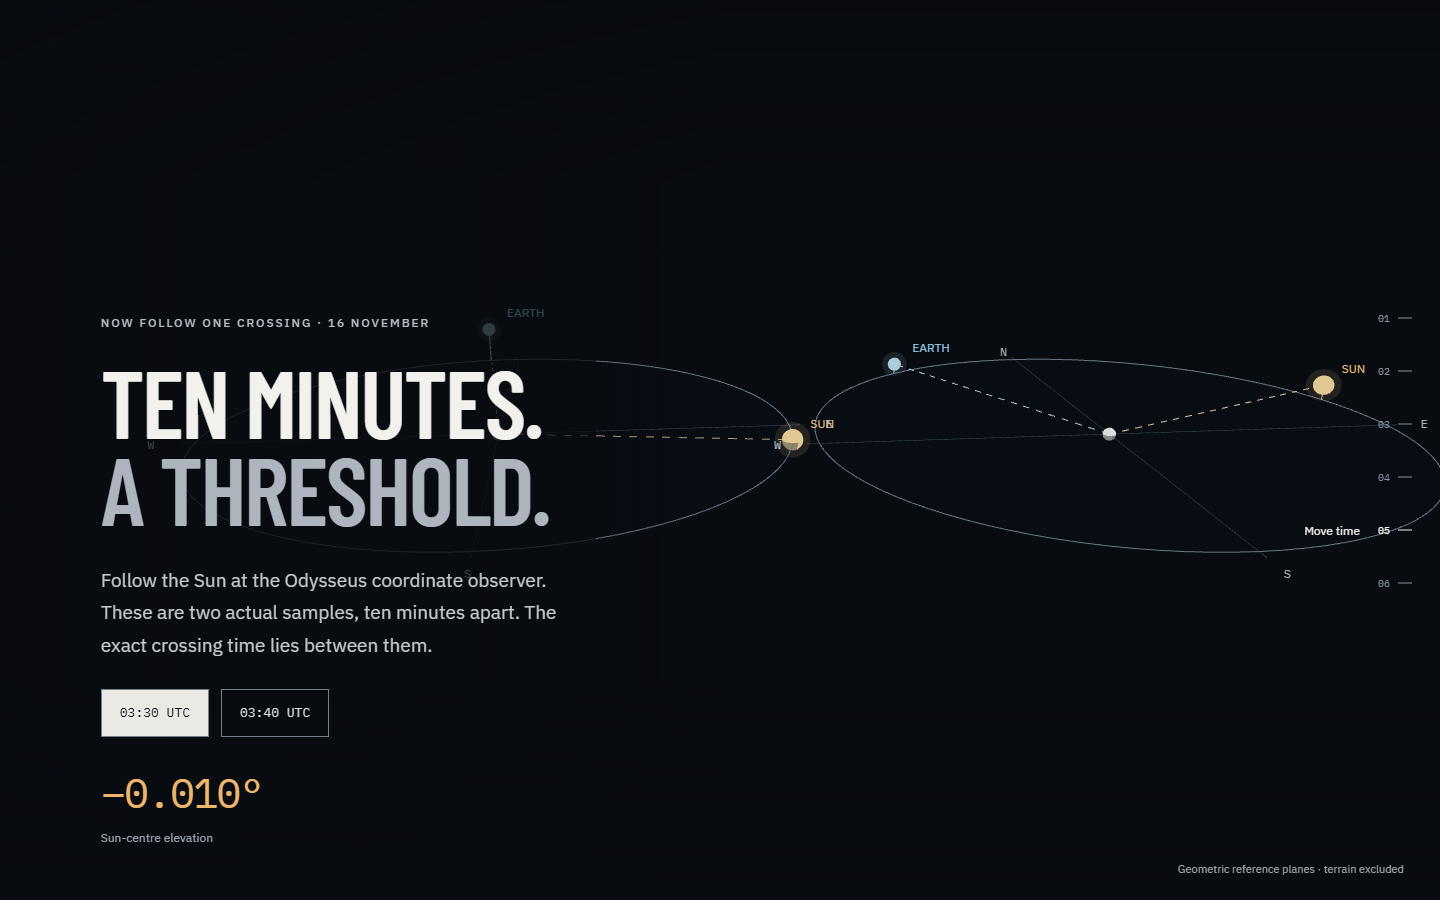 NOW FOLLOW ONE CROSSING · 16 NOVEMBER
EARTH
TEN MINUTES.
A THRESHOLD.
W
S
Follow the Sun at the Odysseus coordinate observer.
These are two actual samples, ten minutes apart. The
exact crossing time lies between them.
03:30 UTC
03:40 UTC
−0.010°
Sun-centre elevation
SUN
W
EARTH
N
SUN
E
S
01
02
03
04
Move time 05
06
Geometric reference planes · terrain excluded